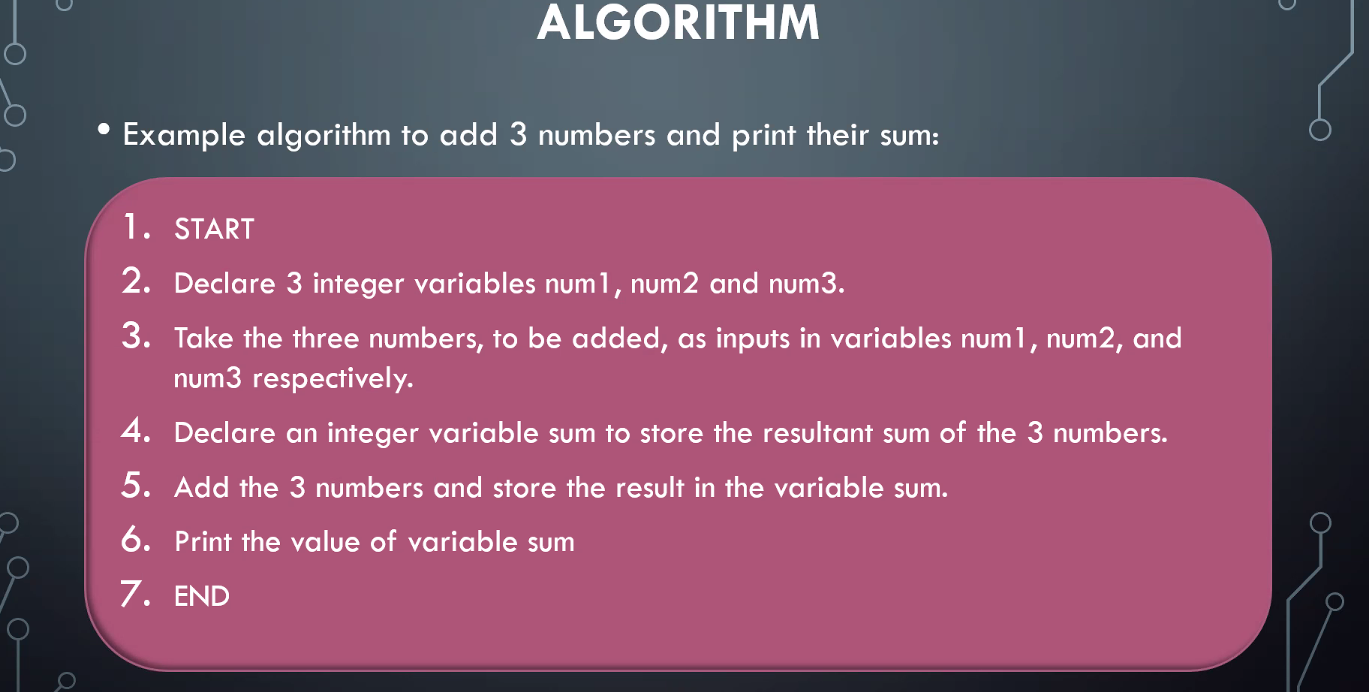 ALGORITHM
• Example algorithm to add 3 numbers and print their sum:
1. START
2. Declare 3 integer variables num1, num2 and num3.
3. Take the three numbers, to be added, as inputs in variables num1, num2, and
num3 respectively.
4. Declare an integer variable sum to store the resultant sum of the 3 numbers.
5. Add the 3 numbers and store the result in the variable sum.
6. Print the value of variable sum
7. END